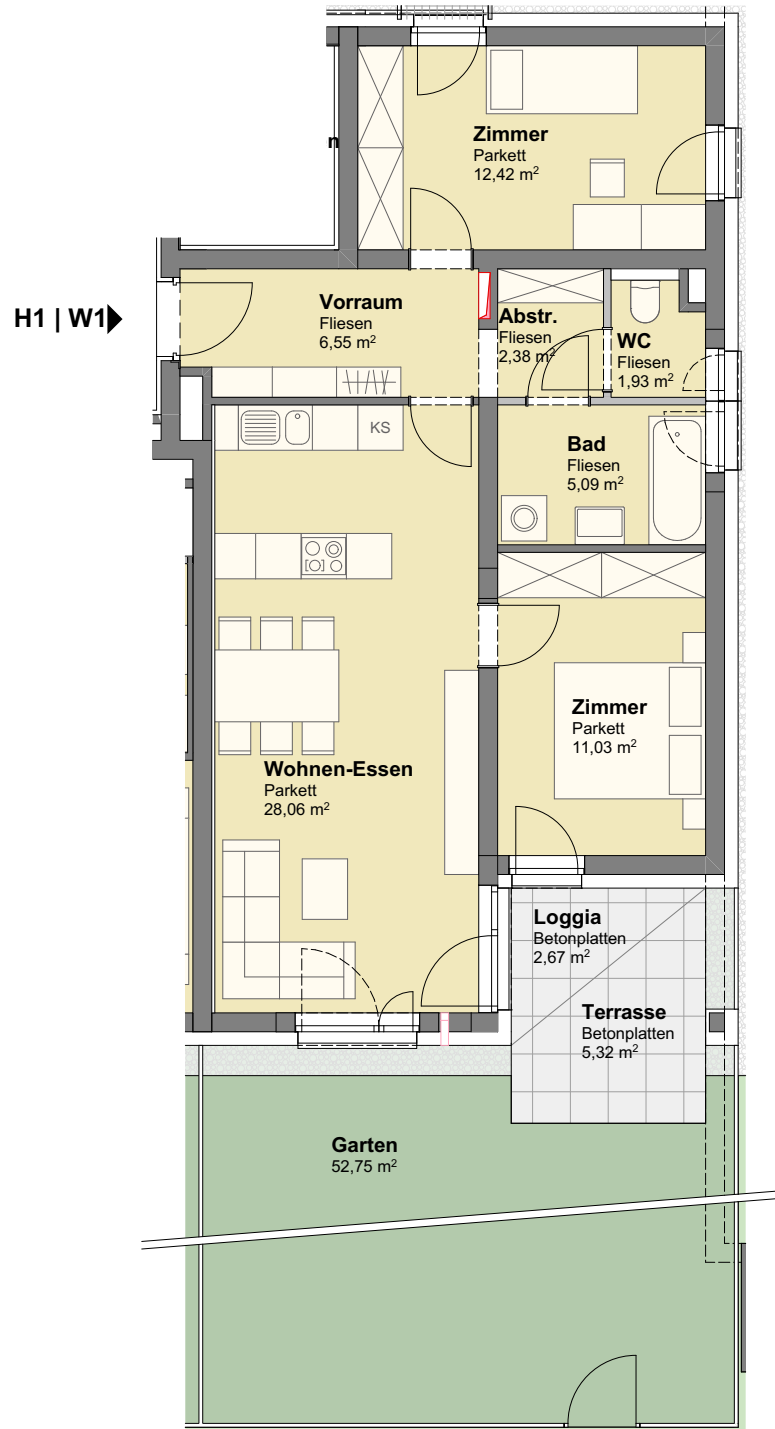 n
Zimmer
Parkett
12,42 m²
H1 | W1
Vorraum
Fliesen
6,55 m²
Abstr.
Fliesen
2,38 m²
WC
Fliesen
1,93 m²
KS
Bad
Fliesen
5,09 m²
Zimmer
Parkett
11,03 m²
Wohnen-Essen
Parkett
28,06 m²
Loggia
Betonplatten
2,67 m²
Terrasse
Betonplatten
5,32 m²
Garten
52,75 m²